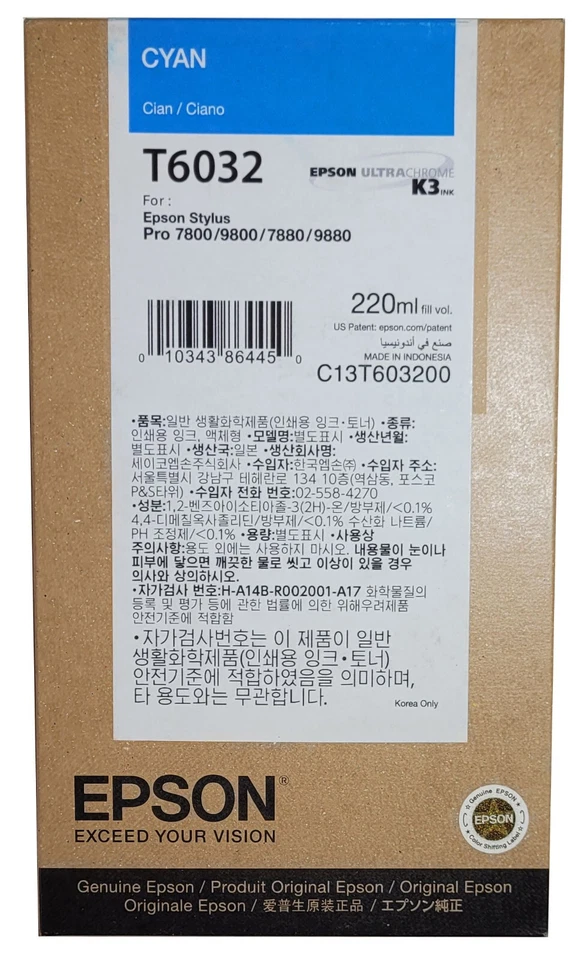 CYAN
Cian / Ciano
T6032
EPSON ULTRACHROME
K3 INK
For :
Epson Stylus
Pro 7800/9800/7880/9880
220ml fill vol.
US Patent: epson.com/patent
صنع في أندونيسيا
MADE IN INDONESIA
C13T603200
0 10343 86445 0
•품목:일반 생활화학제품(인쇄용 잉크•토너) •종류:
인쇄용 잉크, 액체형 •모델명:별도표시 •생산년월:
별도표시 •생산국:일본 •생산회사명:
세이코엡손주식회사 •수입자:한국엡손㈜ •수입자 주소:
서울특별시 강남구 테헤란로 134 10층(역삼동, 포스코
P&S타워) •수입자 전화 번호:02-558-4270
•성분:1,2-벤즈아이소티아졸-3(2H)-온/방부제/<0.1%
4,4-디메질옥사졸리딘/방부제/<0.1% 수산화 나트륨/
PH 조정제/<0.1% •용량:별도표시 •사용상
주의사항:용도 외에는 사용하지 마시오. 내용물이 눈이나
피부에 닿으면 깨끗한 물로 씻고 이상이 있을 경우
의사와 상의하시오.
•자가검사 번호:H-A14B-R002001-A17 화학물질의
등록 및 평가 등에 관한 법률에 의한 위해우려제품
안전기준에 적합함
•자가검사번호는 이 제품이 일반
생활화학제품(인쇄용 잉크•토너)
안전기준에 적합하였음을 의미하며,
타 용도와는 무관합니다.
Korea Only
EPSON®
EXCEED YOUR VISION
Genuine EPSON
EPSON
Color Shifting Label
Genuine Epson / Produit Original Epson / Original Epson
Originale Epson / 爱普生原装正品 / エプソン純正